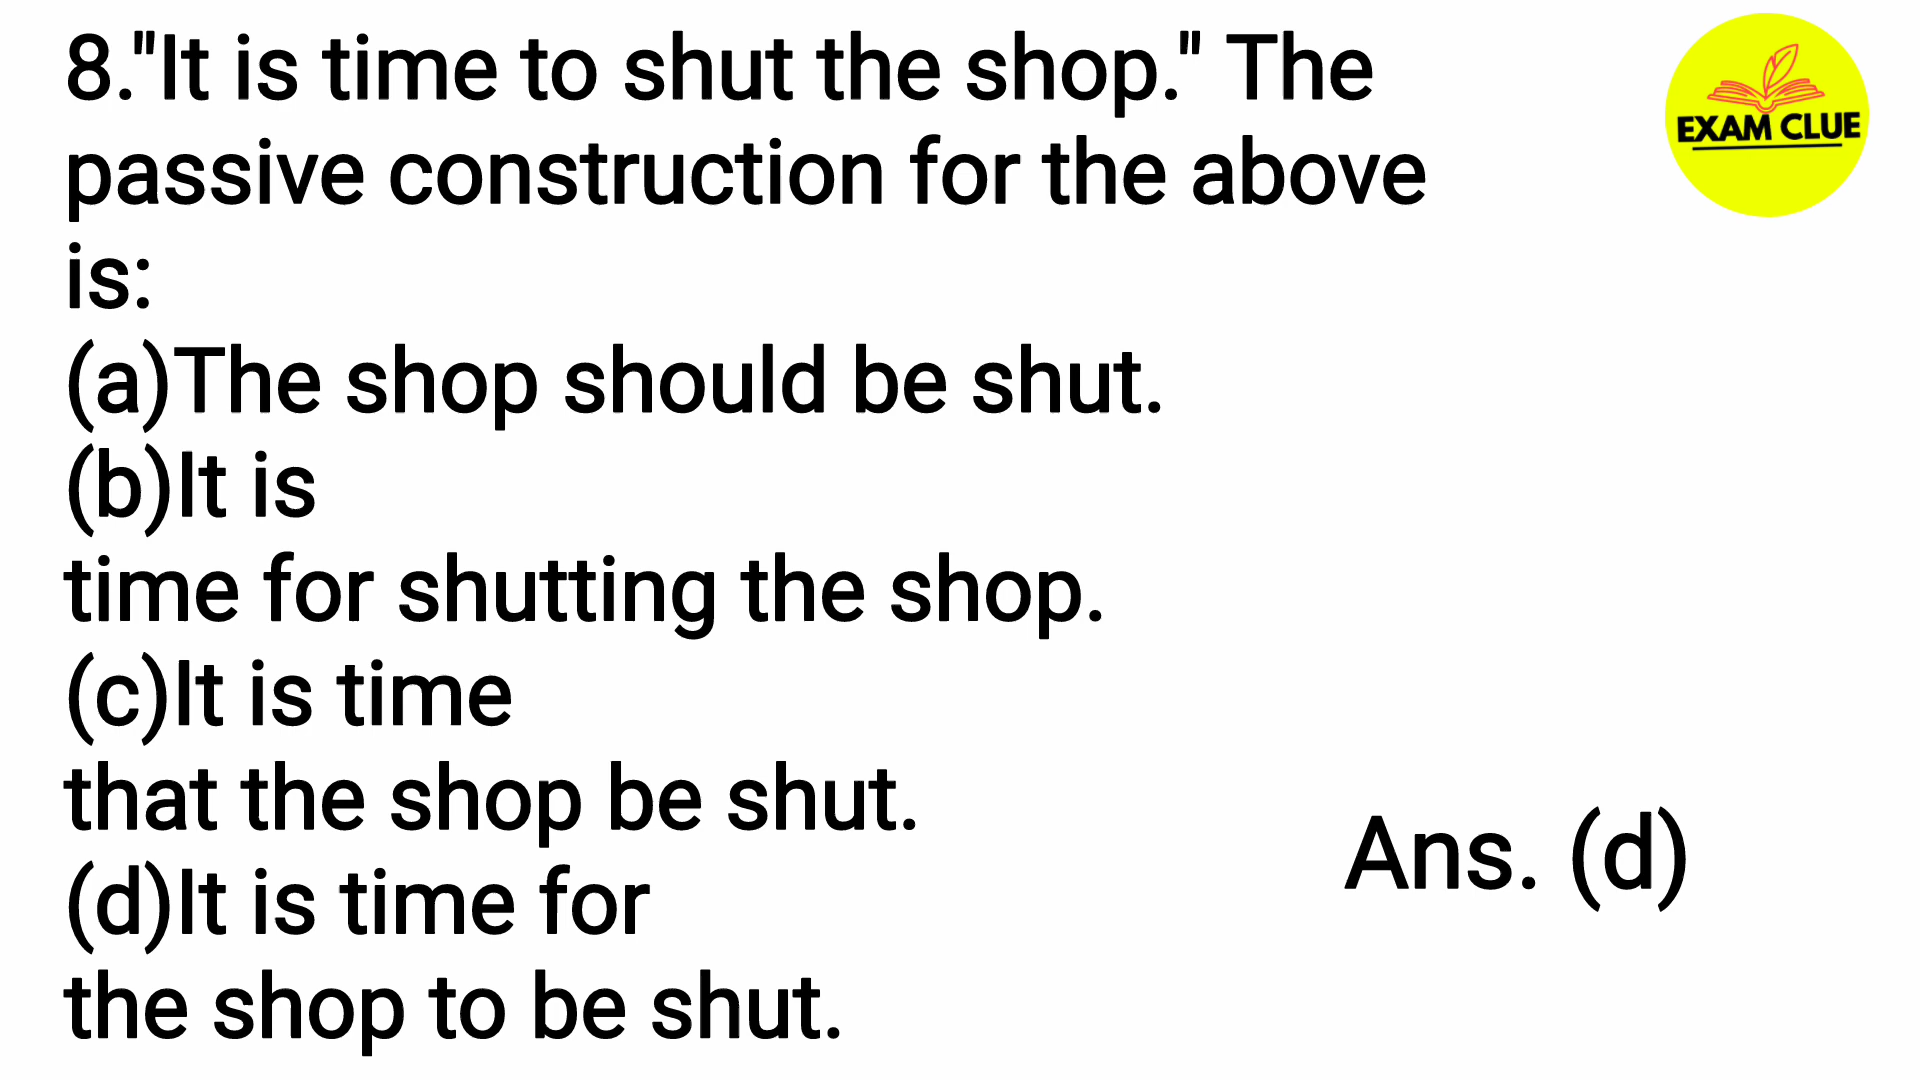 8."It is time to shut the shop." The
passive construction for the above
is:
(a)The shop should be shut.
(b)It is
time for shutting the shop.
(c)It is time
that the shop be shut.
(d)It is time for
the shop to be shut.
Ans. (d)
EXAM CLUE